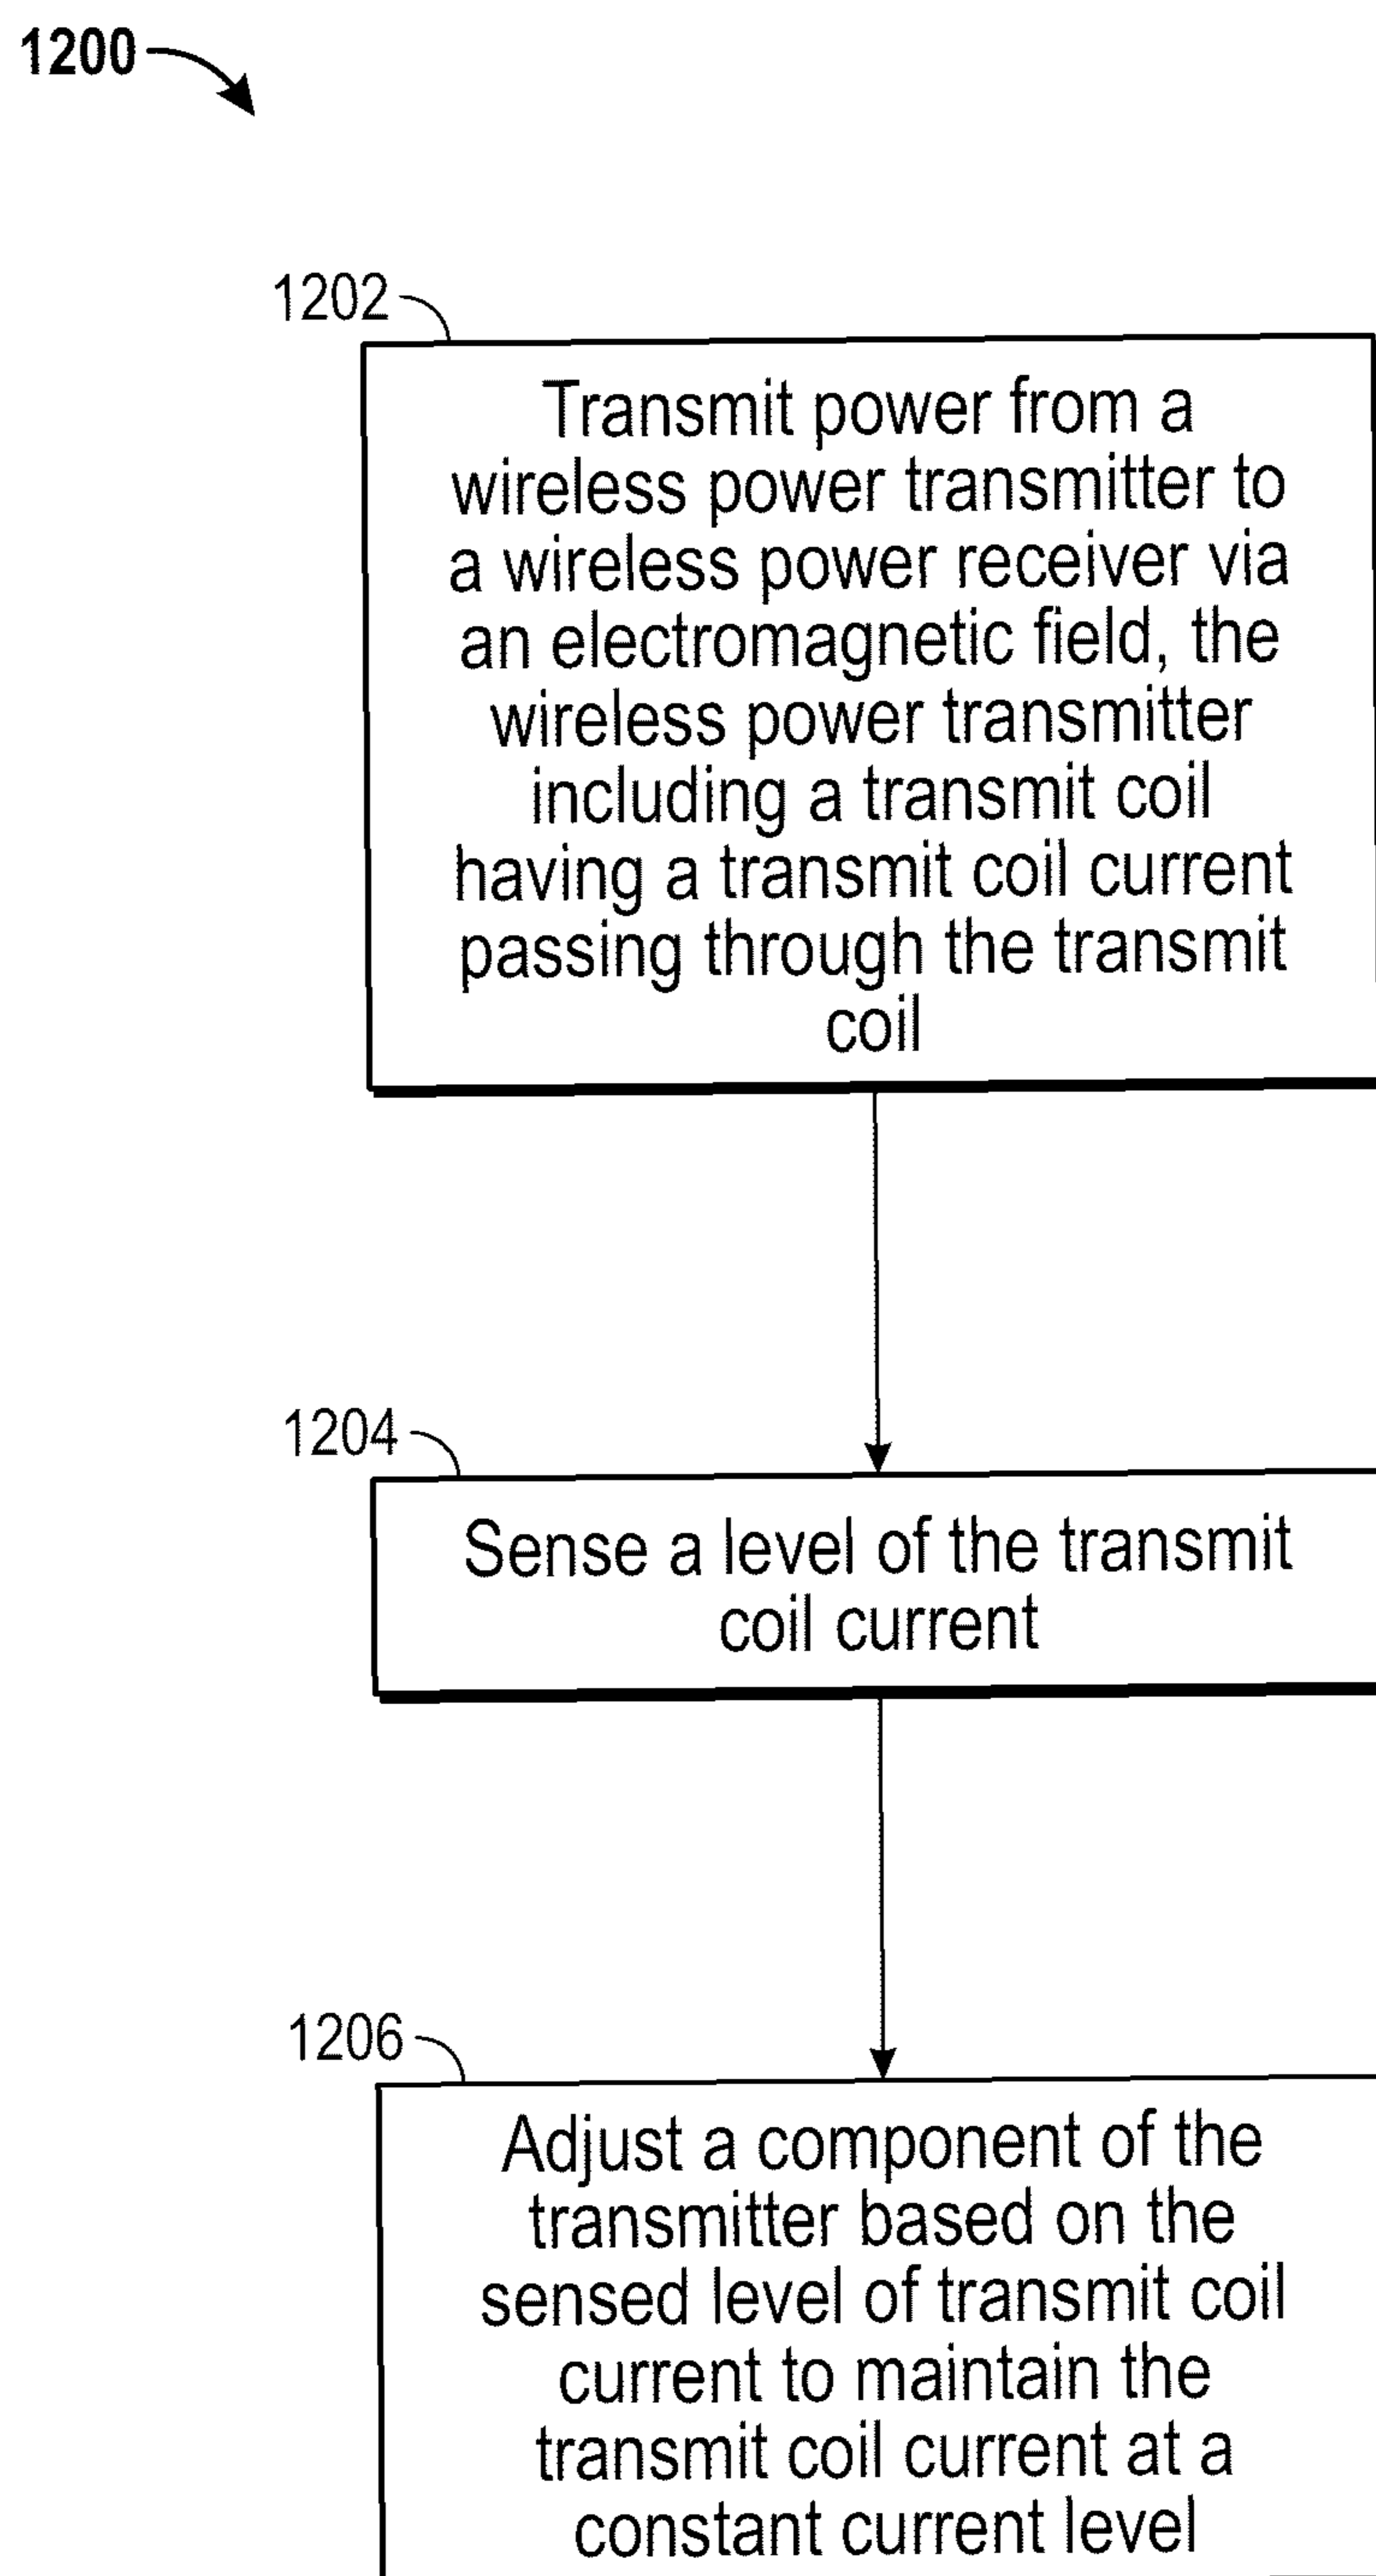 1200
1202
Transmit power from a
wireless power transmitter to
a wireless power receiver via
an electromagnetic field, the
wireless power transmitter
including a transmit coil
having a transmit coil current
passing through the transmit
coil
1204
Sense a level of the transmit
coil current
1206
Adjust a component of the
transmitter based on the
sensed level of transmit coil
current to maintain the
transmit coil current at a
constant current level